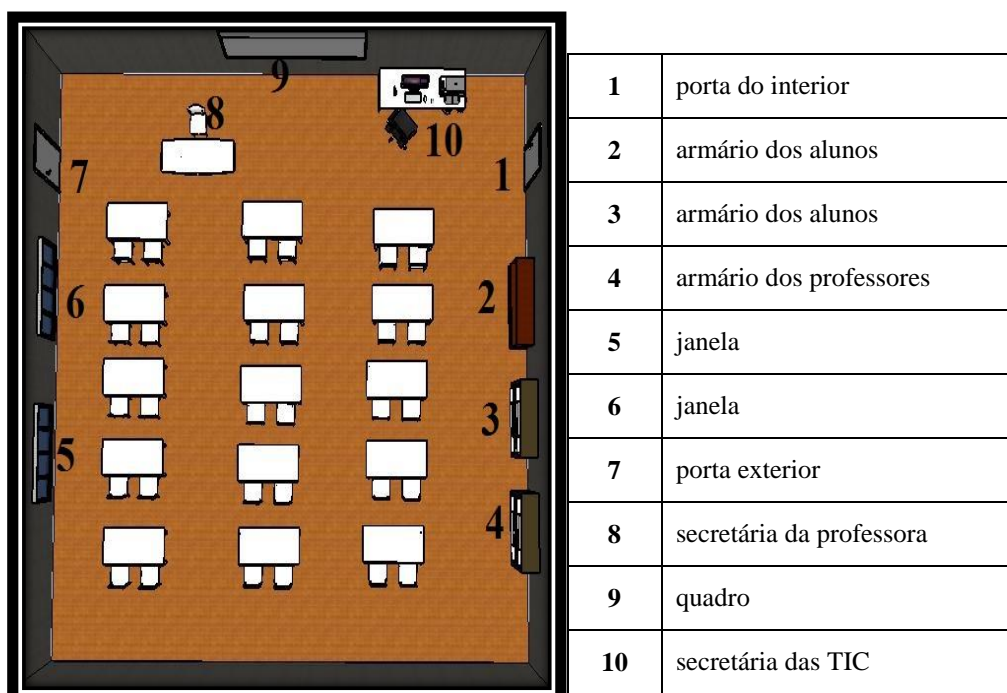 9
8
10
7
1
6
2
5
3
4
1 porta do interior
2 armário dos alunos
3 armário dos alunos
4 armário dos professores
5 janela
6 janela
7 porta exterior
8 secretária da professora
9 quadro
10 secretária das TIC